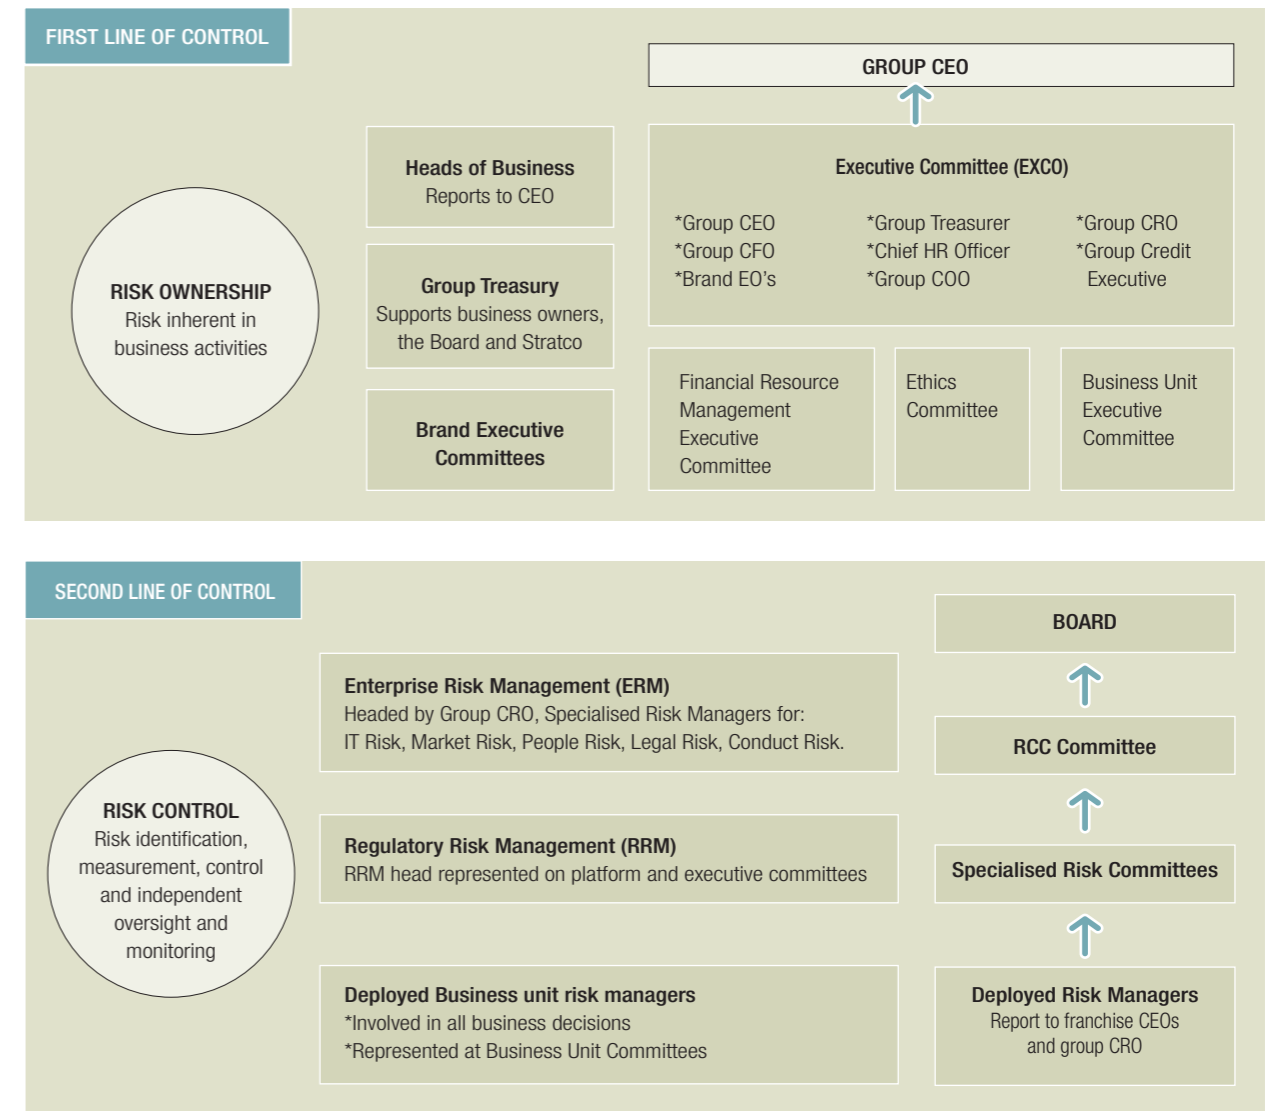 FIRST LINE OF CONTROL
GROUP CEO
RISK OWNERSHIP
Risk inherent in
business activities
Heads of Business
Reports to CEO
Group Treasury
Supports business owners,
the Board and Stratco
Brand Executive
Committees
Executive Committee (EXCO)
*Group CEO
*Group CFO
*Brand EO's
*Group Treasurer
*Chief HR Officer
*Group COO
*Group CRO
*Group Credit
Executive
Financial Resource
Management
Executive
Committee
Ethics
Committee
Business Unit
Executive
Committee
SECOND LINE OF CONTROL
RISK CONTROL
Risk identification,
measurement, control
and independent
oversight and
monitoring
Enterprise Risk Management (ERM)
Headed by Group CRO, Specialised Risk Managers for:
IT Risk, Market Risk, People Risk, Legal Risk, Conduct Risk.
Regulatory Risk Management (RRM)
RRM head represented on platform and executive committees
Deployed Business unit risk managers
*Involved in all business decisions
*Represented at Business Unit Committees
BOARD
RCC Committee
Specialised Risk Committees
Deployed Risk Managers
Report to franchise CEOs
and group CRO